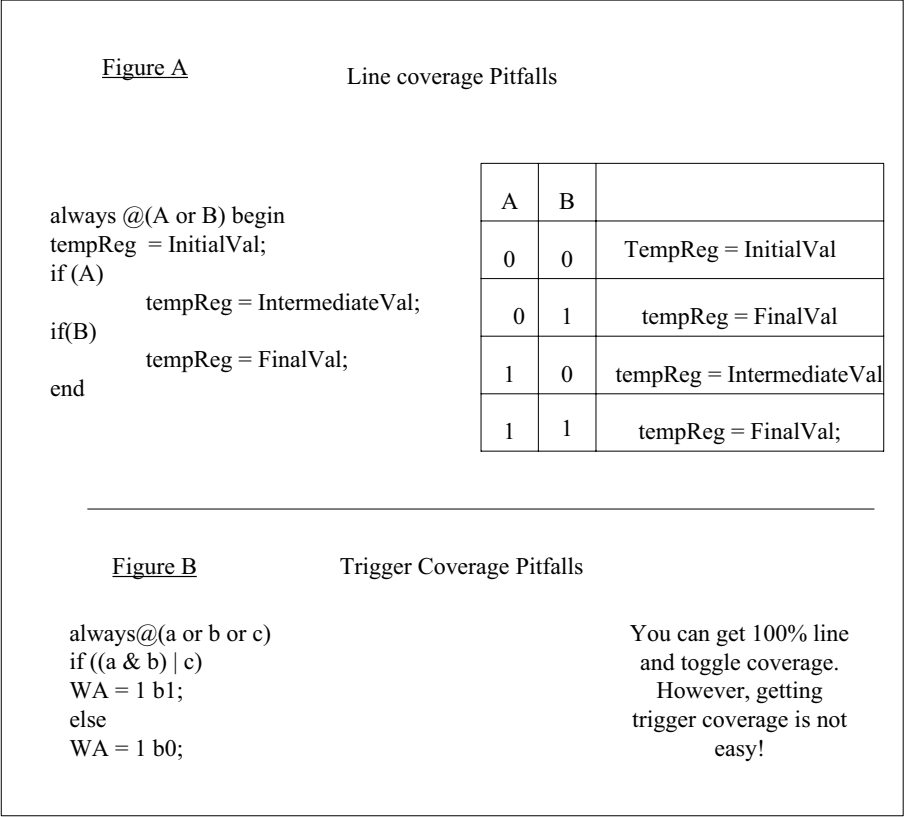 Figure A
Line coverage Pitfalls
always @(A or B) begin
tempReg = InitialVal;
if (A)
tempReg = IntermediateVal;
if(B)
tempReg = FinalVal;
end
A B
0 0 TempReg = InitialVal
0 1 tempReg = FinalVal
1 0 tempReg = IntermediateVal
1 1 tempReg = FinalVal;
Figure B
Trigger Coverage Pitfalls
always@(a or b or c)
if ((a & b) | c)
WA = 1 b1;
else
WA = 1 b0;
You can get 100% line
and toggle coverage.
However, getting
trigger coverage is not
easy!